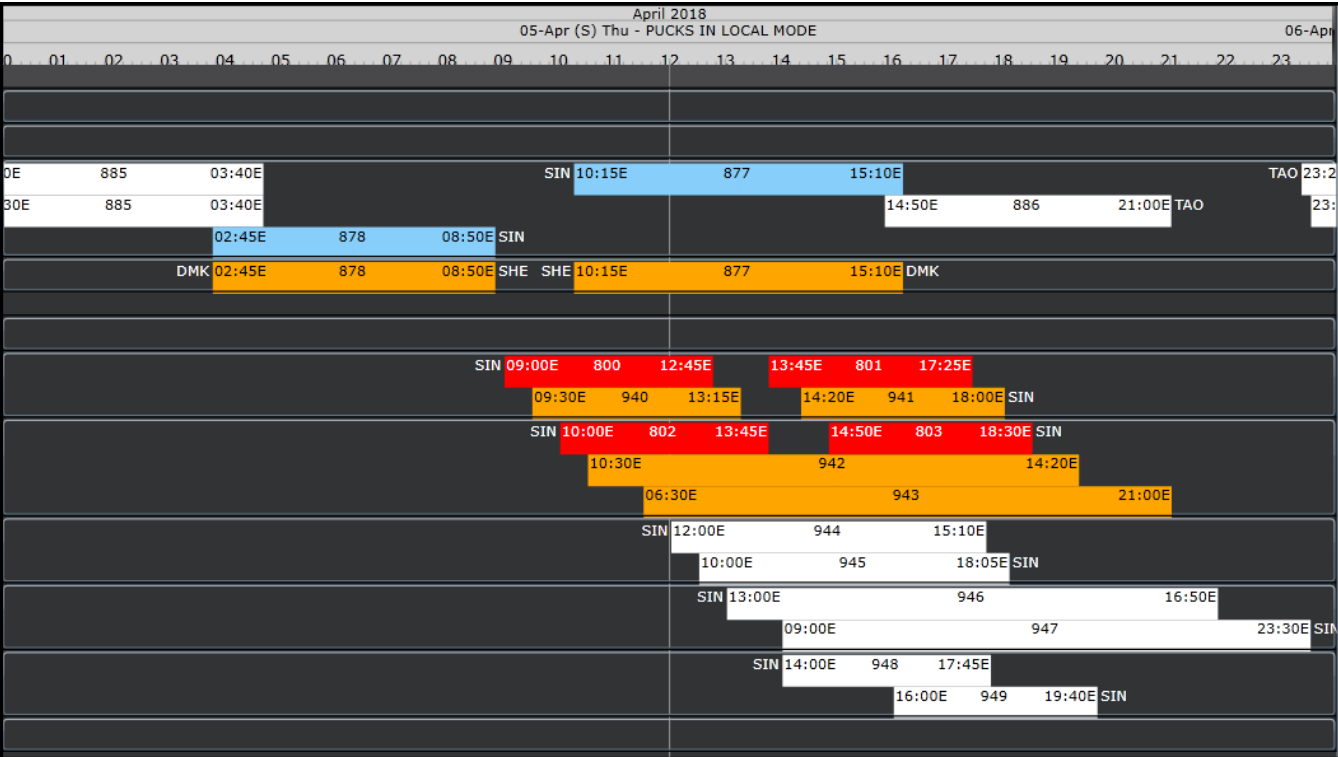 April 2018
05-Apr (S) Thu - PUCKS IN LOCAL MODE 06-Apr
0 01 02 03 04 05 06 07 08 09 10 11 12 13 14 15 16 17 18 19 20 21 22 23
0E 885 03:40E SIN 10:15E 877 15:10E TAO 23:2
30E 885 03:40E 14:50E 886 21:00E TAO 23:
02:45E 878 08:50E SIN
DMK 02:45E 878 08:50E SHE SHE 10:15E 877 15:10E DMK
SIN 09:00E 800 12:45E 13:45E 801 17:25E
09:30E 940 13:15E 14:20E 941 18:00E SIN
SIN 10:00E 802 13:45E 14:50E 803 18:30E SIN
10:30E 942 14:20E
06:30E 943 21:00E
SIN 12:00E 944 15:10E
10:00E 945 18:05E SIN
SIN 13:00E 946 16:50E
09:00E 947 23:30E SIN
SIN 14:00E 948 17:45E
16:00E 949 19:40E SIN